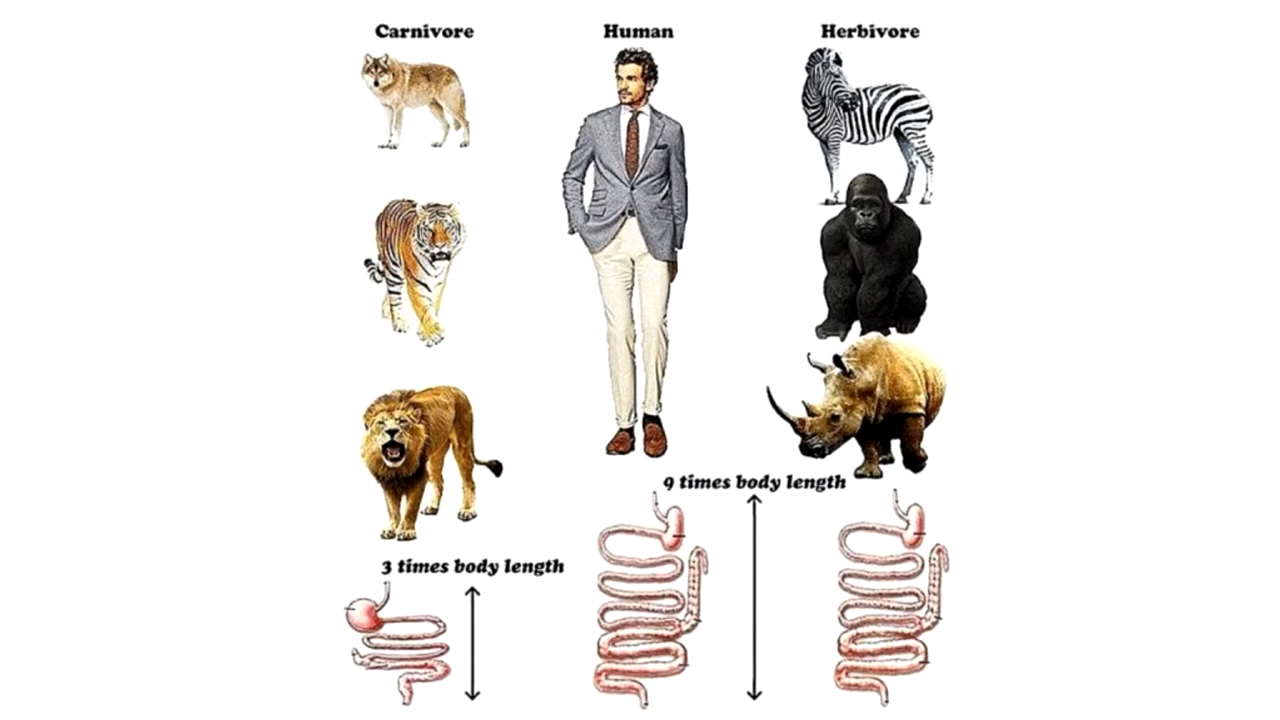 Carnivore
Human
Herbivore
9 times body length
3 times body length